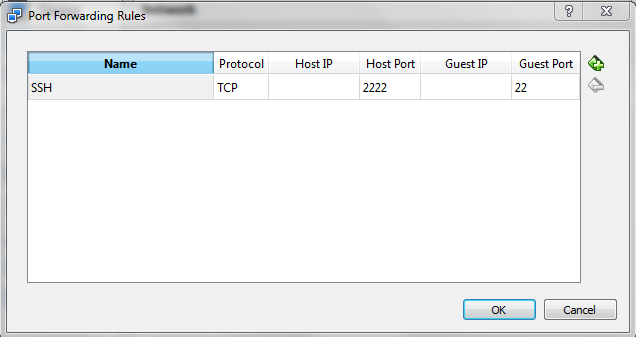 Port Forwarding Rules
Name Protocol Host IP Host Port Guest IP Guest Port
SSH TCP 2222 22
OK Cancel